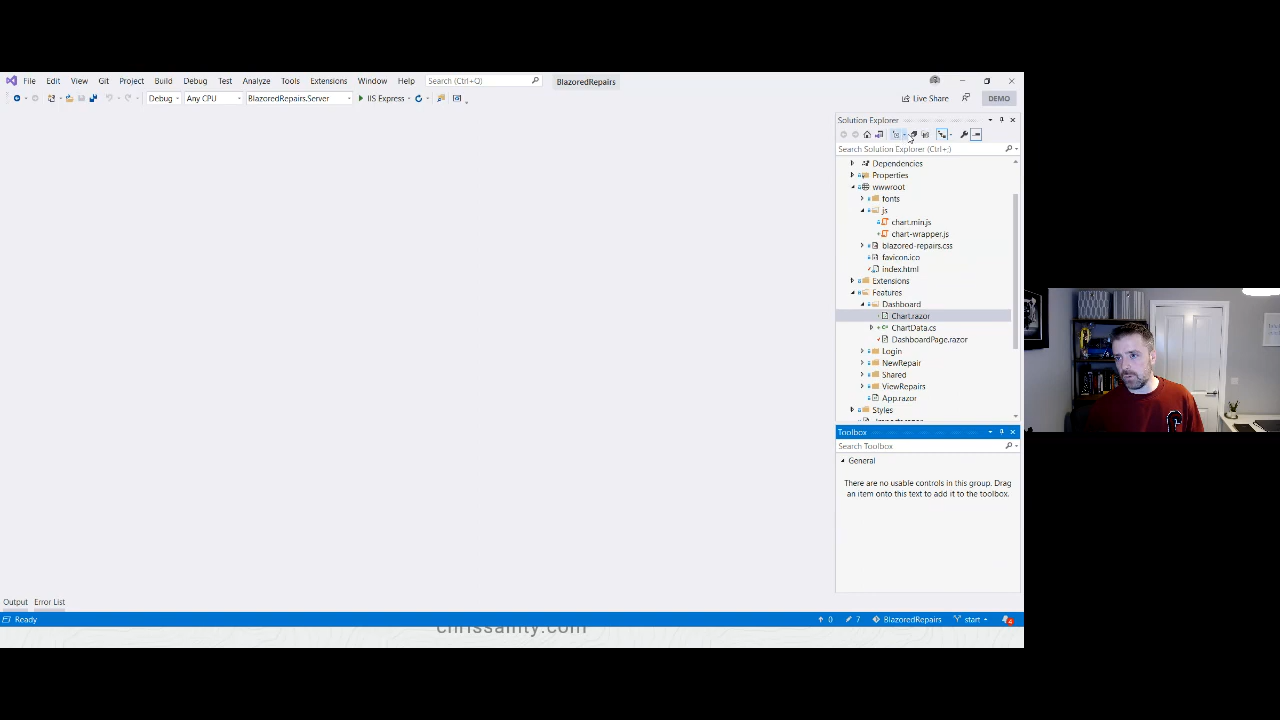 File Edit View Git Project Build Debug Test Analyze Tools Extensions Window Help Search (Ctrl+Q) BlazoredRepairs
Debug Any CPU BlazoredRepairs.Server IIS Express Live Share DEMO
Solution Explorer
Search Solution Explorer (Ctrl+;)
Dependencies
Properties
wwwroot
fonts
js
chart.min.js
chart-wrapper.js
blazored-repairs.css
favicon.ico
index.html
Extensions
Features
Dashboard
Chart.razor
ChartData.cs
DashboardPage.razor
Login
NewRepair
Shared
ViewRepairs
App.razor
Styles
Toolbox
Search Toolbox
General
There are no usable controls in this group. Drag
an item onto this text to add it to the toolbox.
Output Error List
Ready 0 7 BlazoredRepairs start 4
chrissainty.com